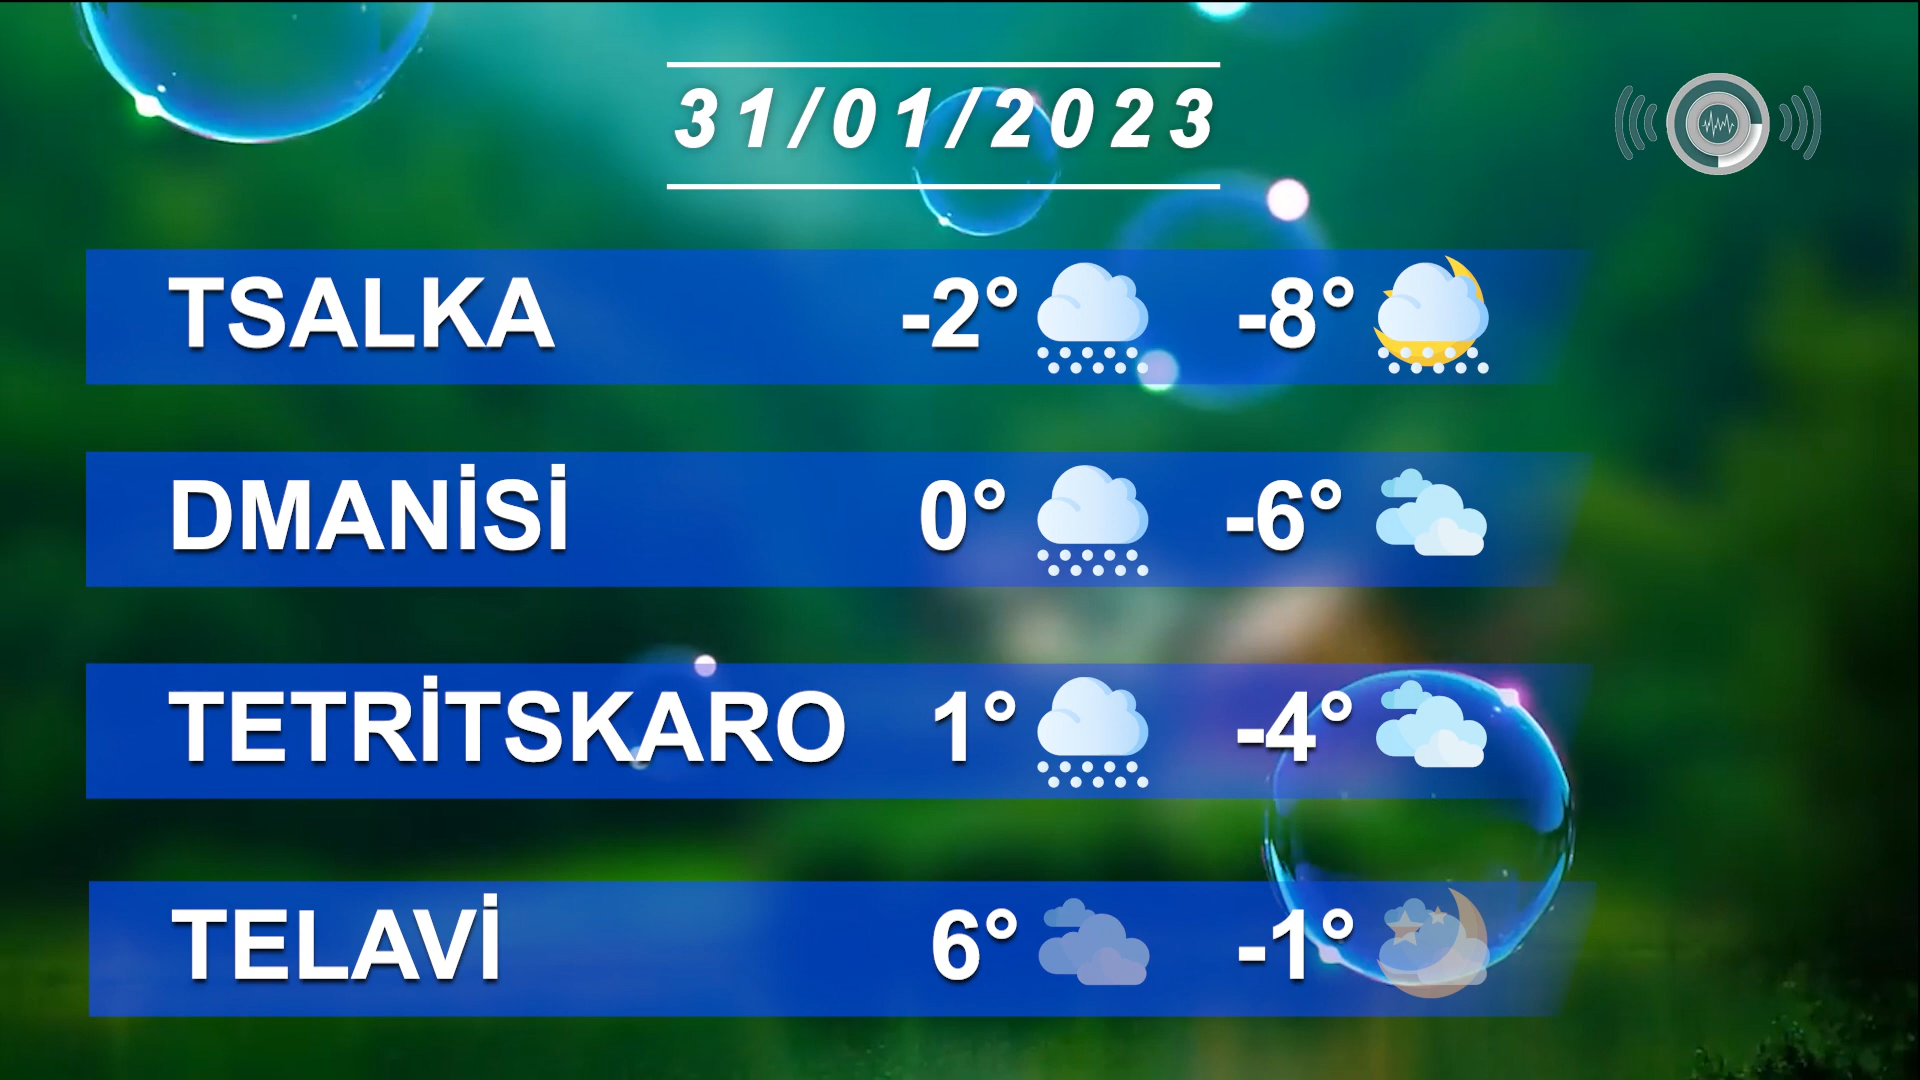 31/01/2023
TSALKA -2° -8°
DMANİSİ 0° -6°
TETRİTSKARO 1° -4°
TELAVİ 6° -1°